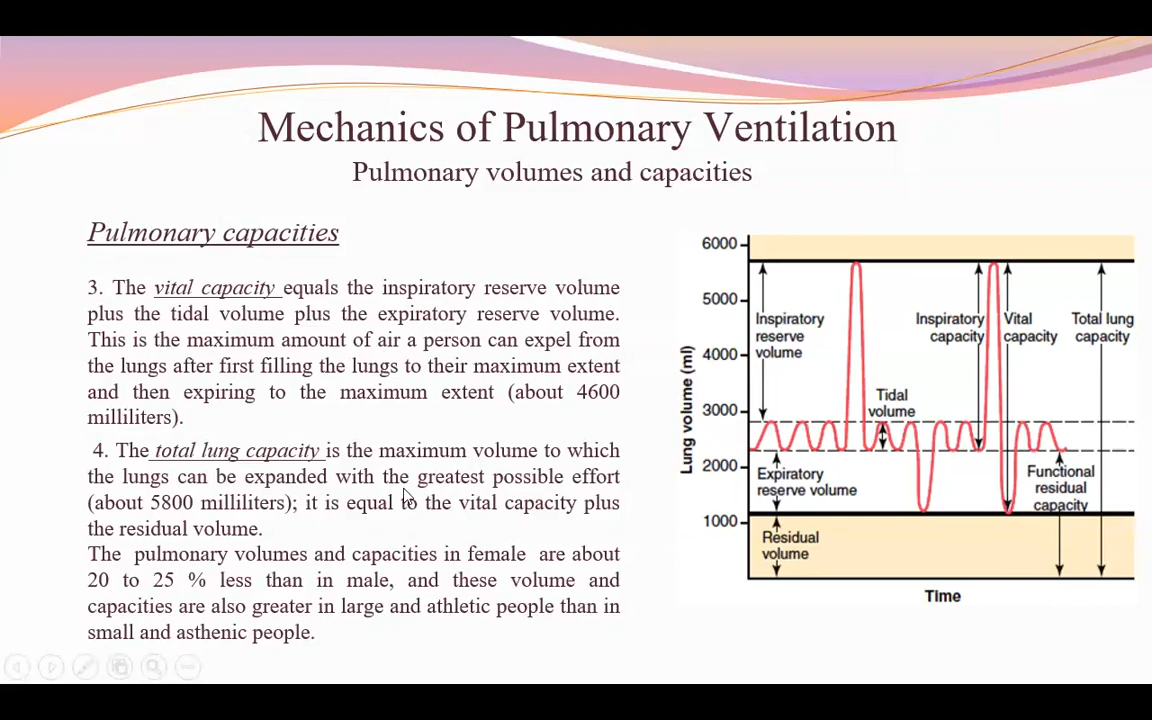 Mechanics of Pulmonary Ventilation
Pulmonary volumes and capacities
Pulmonary capacities
3. The vital capacity equals the inspiratory reserve volume
plus the tidal volume plus the expiratory reserve volume.
This is the maximum amount of air a person can expel from
the lungs after first filling the lungs to their maximum extent
and then expiring to the maximum extent (about 4600
milliliters).
4. The total lung capacity is the maximum volume to which
the lungs can be expanded with the greatest possible effort
(about 5800 milliliters); it is equal to the vital capacity plus
the residual volume.
The pulmonary volumes and capacities in female are about
20 to 25 % less than in male, and these volume and
capacities are also greater in large and athletic people than in
small and asthenic people.
Lung volume (ml)
6000
5000
4000
3000
2000
1000
Inspiratory
reserve
volume
Tidal
volume
Inspiratory
capacity
Vital
capacity
Total lung
capacity
Expiratory
reserve volume
Functional
residual
capacity
Residual
volume
Time